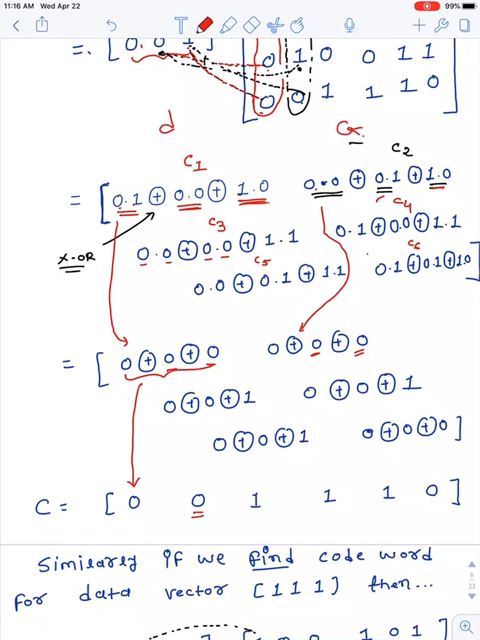 11:16 AM Wed Apr 22
99%
= . [ 0. 0 1 ] [ 0 1 0 0 1 1
0 0 1 1 1 0 ]
d G
C1 C2
= [ 0.1 ⊕ 0.0 ⊕ 1.0 0.0 ⊕ 0.1 ⊕ 1.0
C3 C4
0.0 ⊕ 0.0 ⊕ 1.1 0.1 ⊕ 0.0 ⊕ 1.1
X-OR C5 C6
0.0 ⊕ 0.1 ⊕ 1.1 0.1 ⊕ 0.1 ⊕ 1.0 ]
= [ 0 ⊕ 0 ⊕ 0 0 ⊕ 0 ⊕ 0
0 ⊕ 0 ⊕ 1 0 ⊕ 0 ⊕ 1
0 ⊕ 0 ⊕ 1 0 ⊕ 0 ⊕ 0 ]
C = [ 0 0 1 1 1 0 ]
Similarly if we find code word
for data vector [ 1 1 1 ] then...
6
23